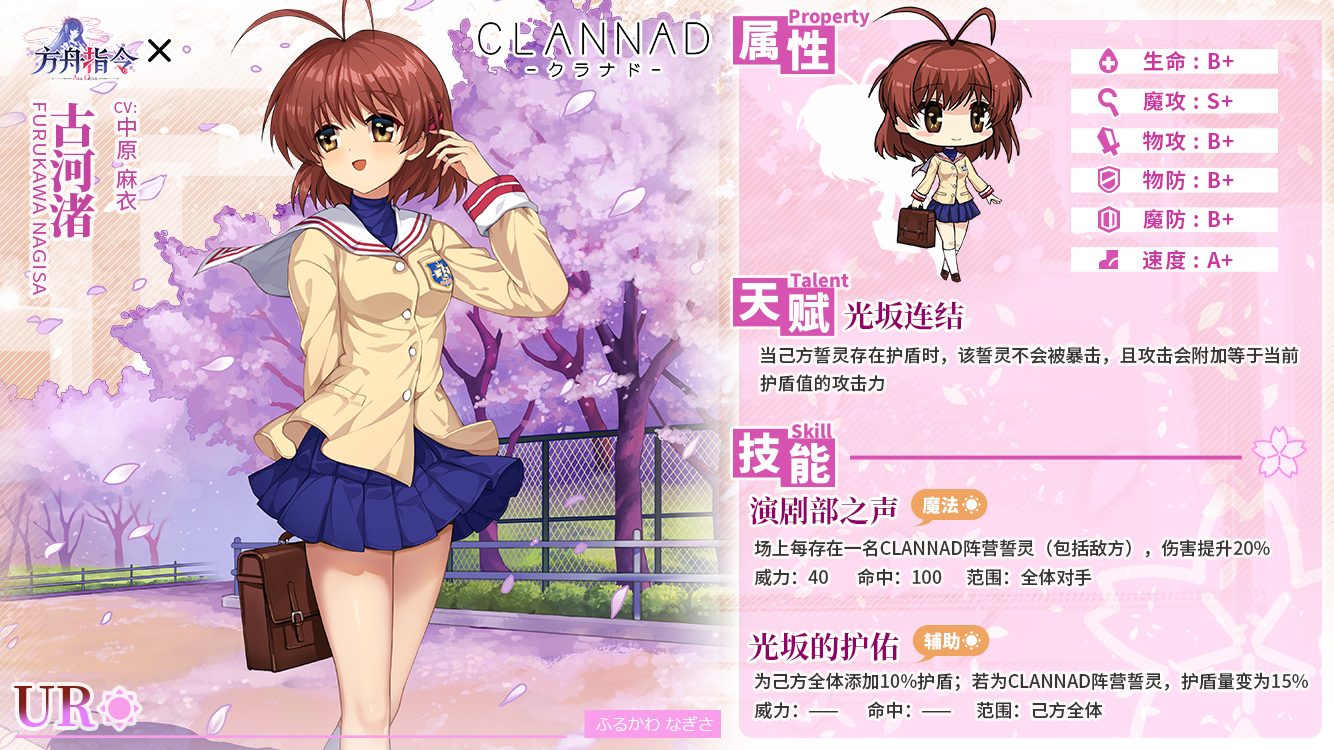 方舟指令
Ark Order
×
CLANNAD
-クラナド-
古河渚
FURUKAWA NAGISA
CV:中原 麻衣
UR
ふるかわ なぎさ
属性
Property
生命:B+
魔攻:S+
物攻:B+
物防:B+
魔防:B+
速度:A+
天赋
Talent
光坂连结
当己方誓灵存在护盾时，该誓灵不会被暴击，且攻击会附加等于当前
护盾值的攻击力
技能
Skill
演剧部之声 魔法
场上每存在一名CLANNAD阵营誓灵（包括敌方），伤害提升20%
威力：40 命中：100 范围：全体对手
光坂的护佑 辅助
为己方全体添加10%护盾；若为CLANNAD阵营誓灵，护盾量变为15%
威力：—— 命中：—— 范围：己方全体